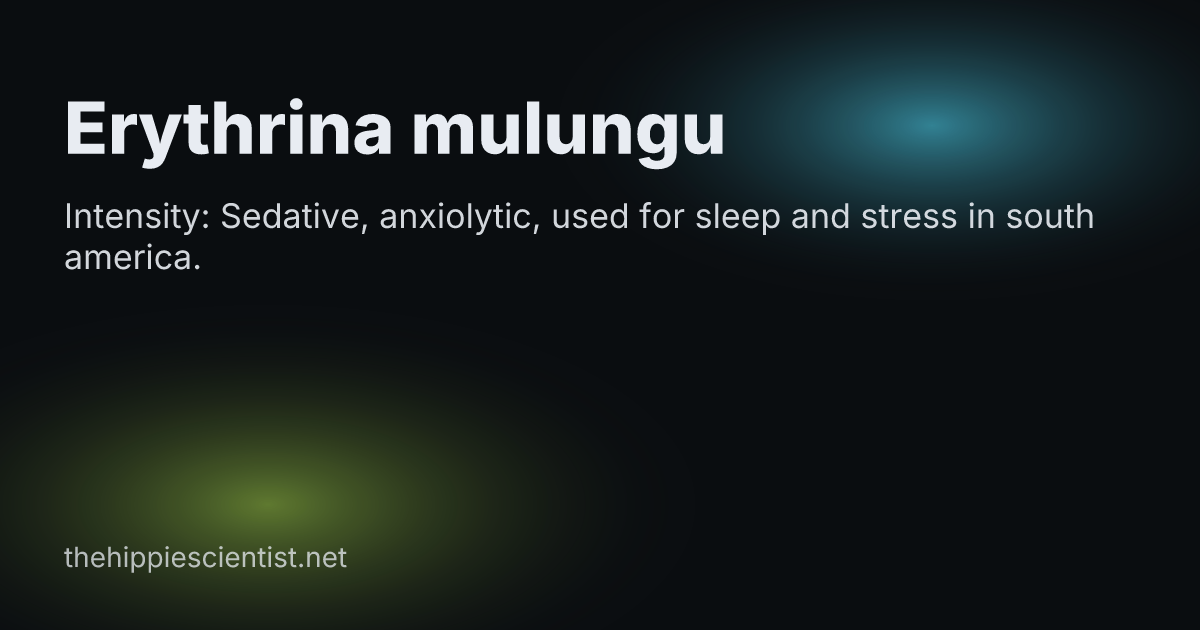 Erythrina mulungu
Intensity: Sedative, anxiolytic, used for sleep and stress in south
america.
thehippiescientist.net